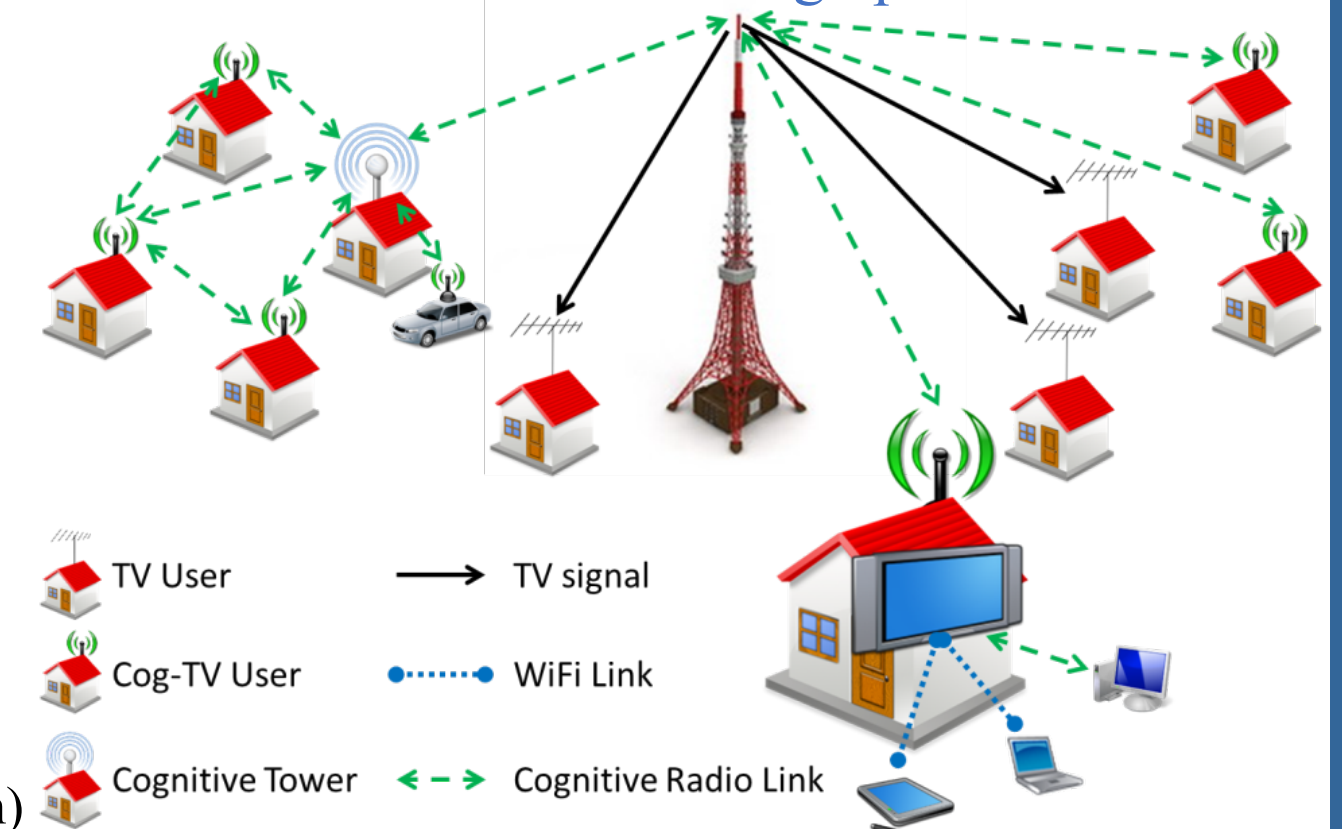 TV User
TV signal
Cog-TV User
WiFi Link
Cognitive Tower
Cognitive Radio Link